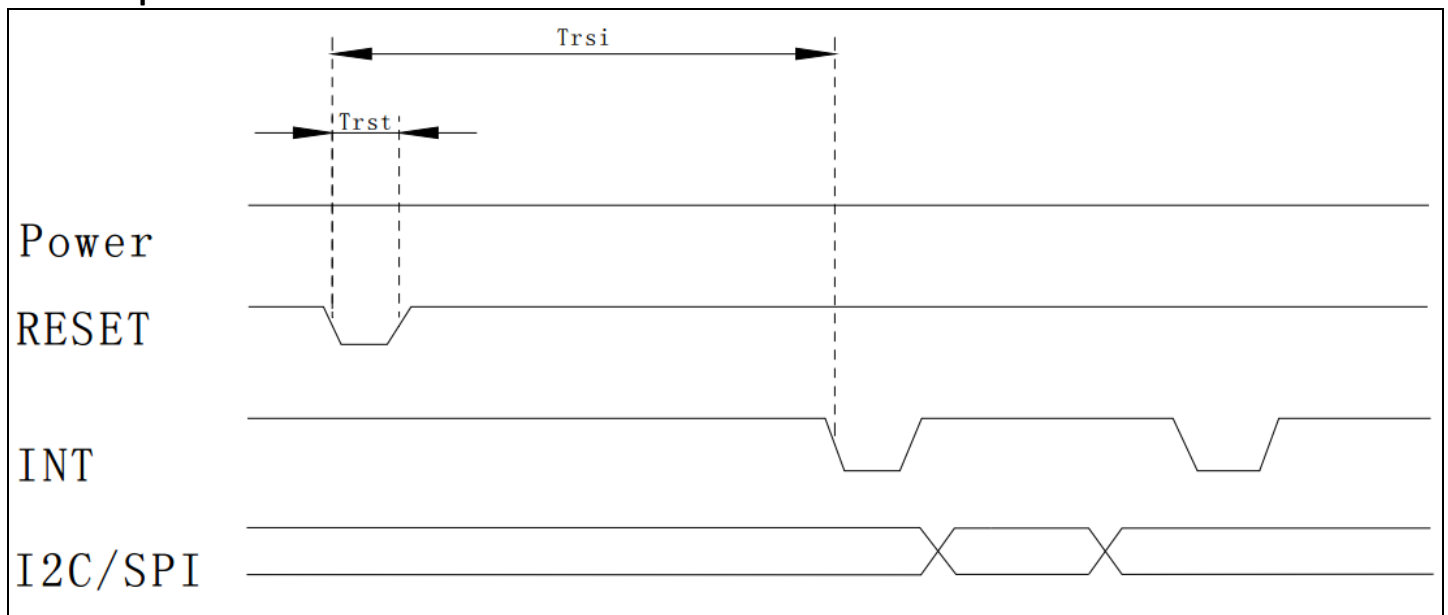 Trsi
Trst
Power
RESET
INT
I2C/SPI